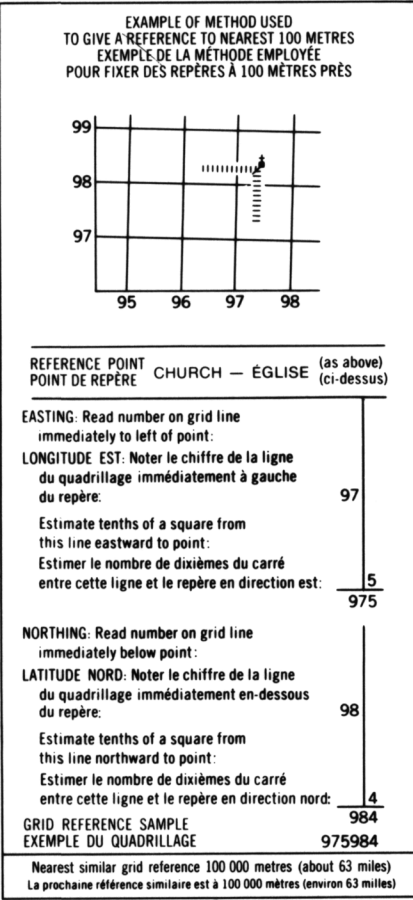 EXAMPLE OF METHOD USED
TO GIVE A REFERENCE TO NEAREST 100 METRES
EXEMPLE DE LA MÉTHODE EMPLOYÉE
POUR FIXER DES REPÈRES À 100 MÈTRES PRÈS
99
98
97
95 96 97 98
REFERENCE POINT
POINT DE REPÈRE
CHURCH — ÉGLISE
(as above)
(ci-dessus)
EASTING: Read number on grid line
immediately to left of point:
LONGITUDE EST: Noter le chiffre de la ligne
du quadrillage immédiatement à gauche
du repère: 97
Estimate tenths of a square from
this line eastward to point:
Estimer le nombre de dixièmes du carré
entre cette ligne et le repère en direction est: 5
975
NORTHING: Read number on grid line
immediately below point:
LATITUDE NORD: Noter le chiffre de la ligne
du quadrillage immédiatement en-dessous
du repère: 98
Estimate tenths of a square from
this line northward to point:
Estimer le nombre de dixièmes du carré
entre cette ligne et le repère en direction nord: 4
984
GRID REFERENCE SAMPLE
EXEMPLE DU QUADRILLAGE 975984
Nearest similar grid reference 100 000 metres (about 63 miles)
La prochaine référence similaire est à 100 000 mètres (environ 63 milles)